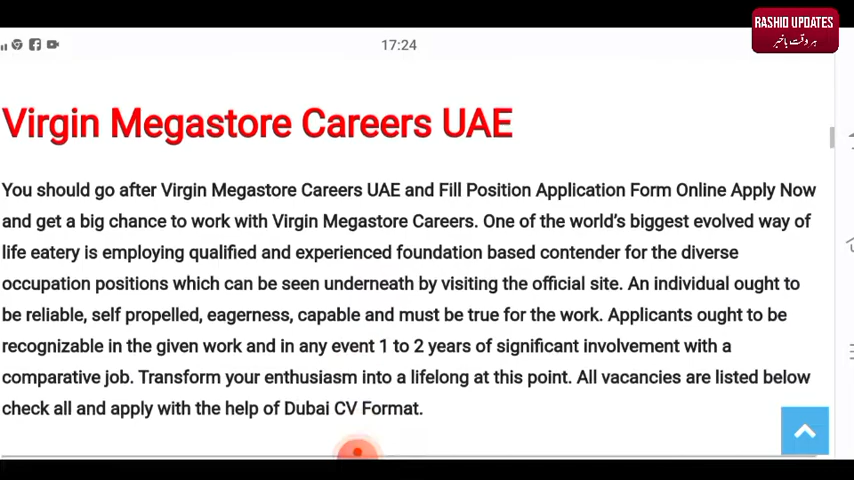 RASHID UPDATES
ہر وقت باخبر
17:24
Virgin Megastore Careers UAE
You should go after Virgin Megastore Careers UAE and Fill Position Application Form Online Apply Now
and get a big chance to work with Virgin Megastore Careers. One of the world's biggest evolved way of
life eatery is employing qualified and experienced foundation based contender for the diverse
occupation positions which can be seen underneath by visiting the official site. An individual ought to
be reliable, self propelled, eagerness, capable and must be true for the work. Applicants ought to be
recognizable in the given work and in any event 1 to 2 years of significant involvement with a
comparative job. Transform your enthusiasm into a lifelong at this point. All vacancies are listed below
check all and apply with the help of Dubai CV Format.